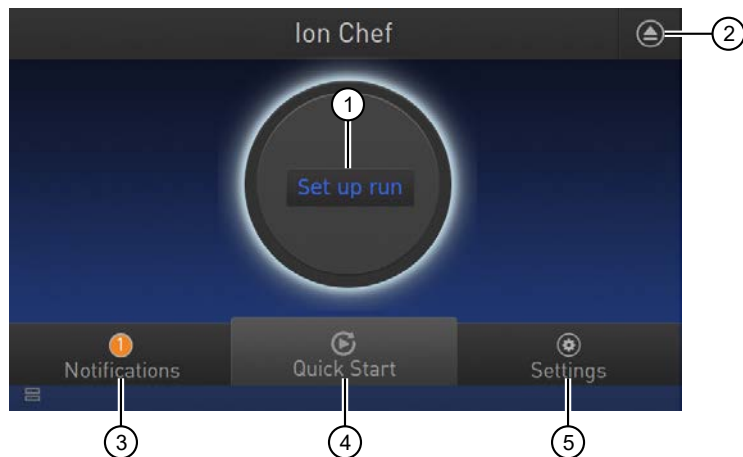 Ion Chef
2
1
Set up run
1
Notifications
Quick Start
Settings
3
4
5